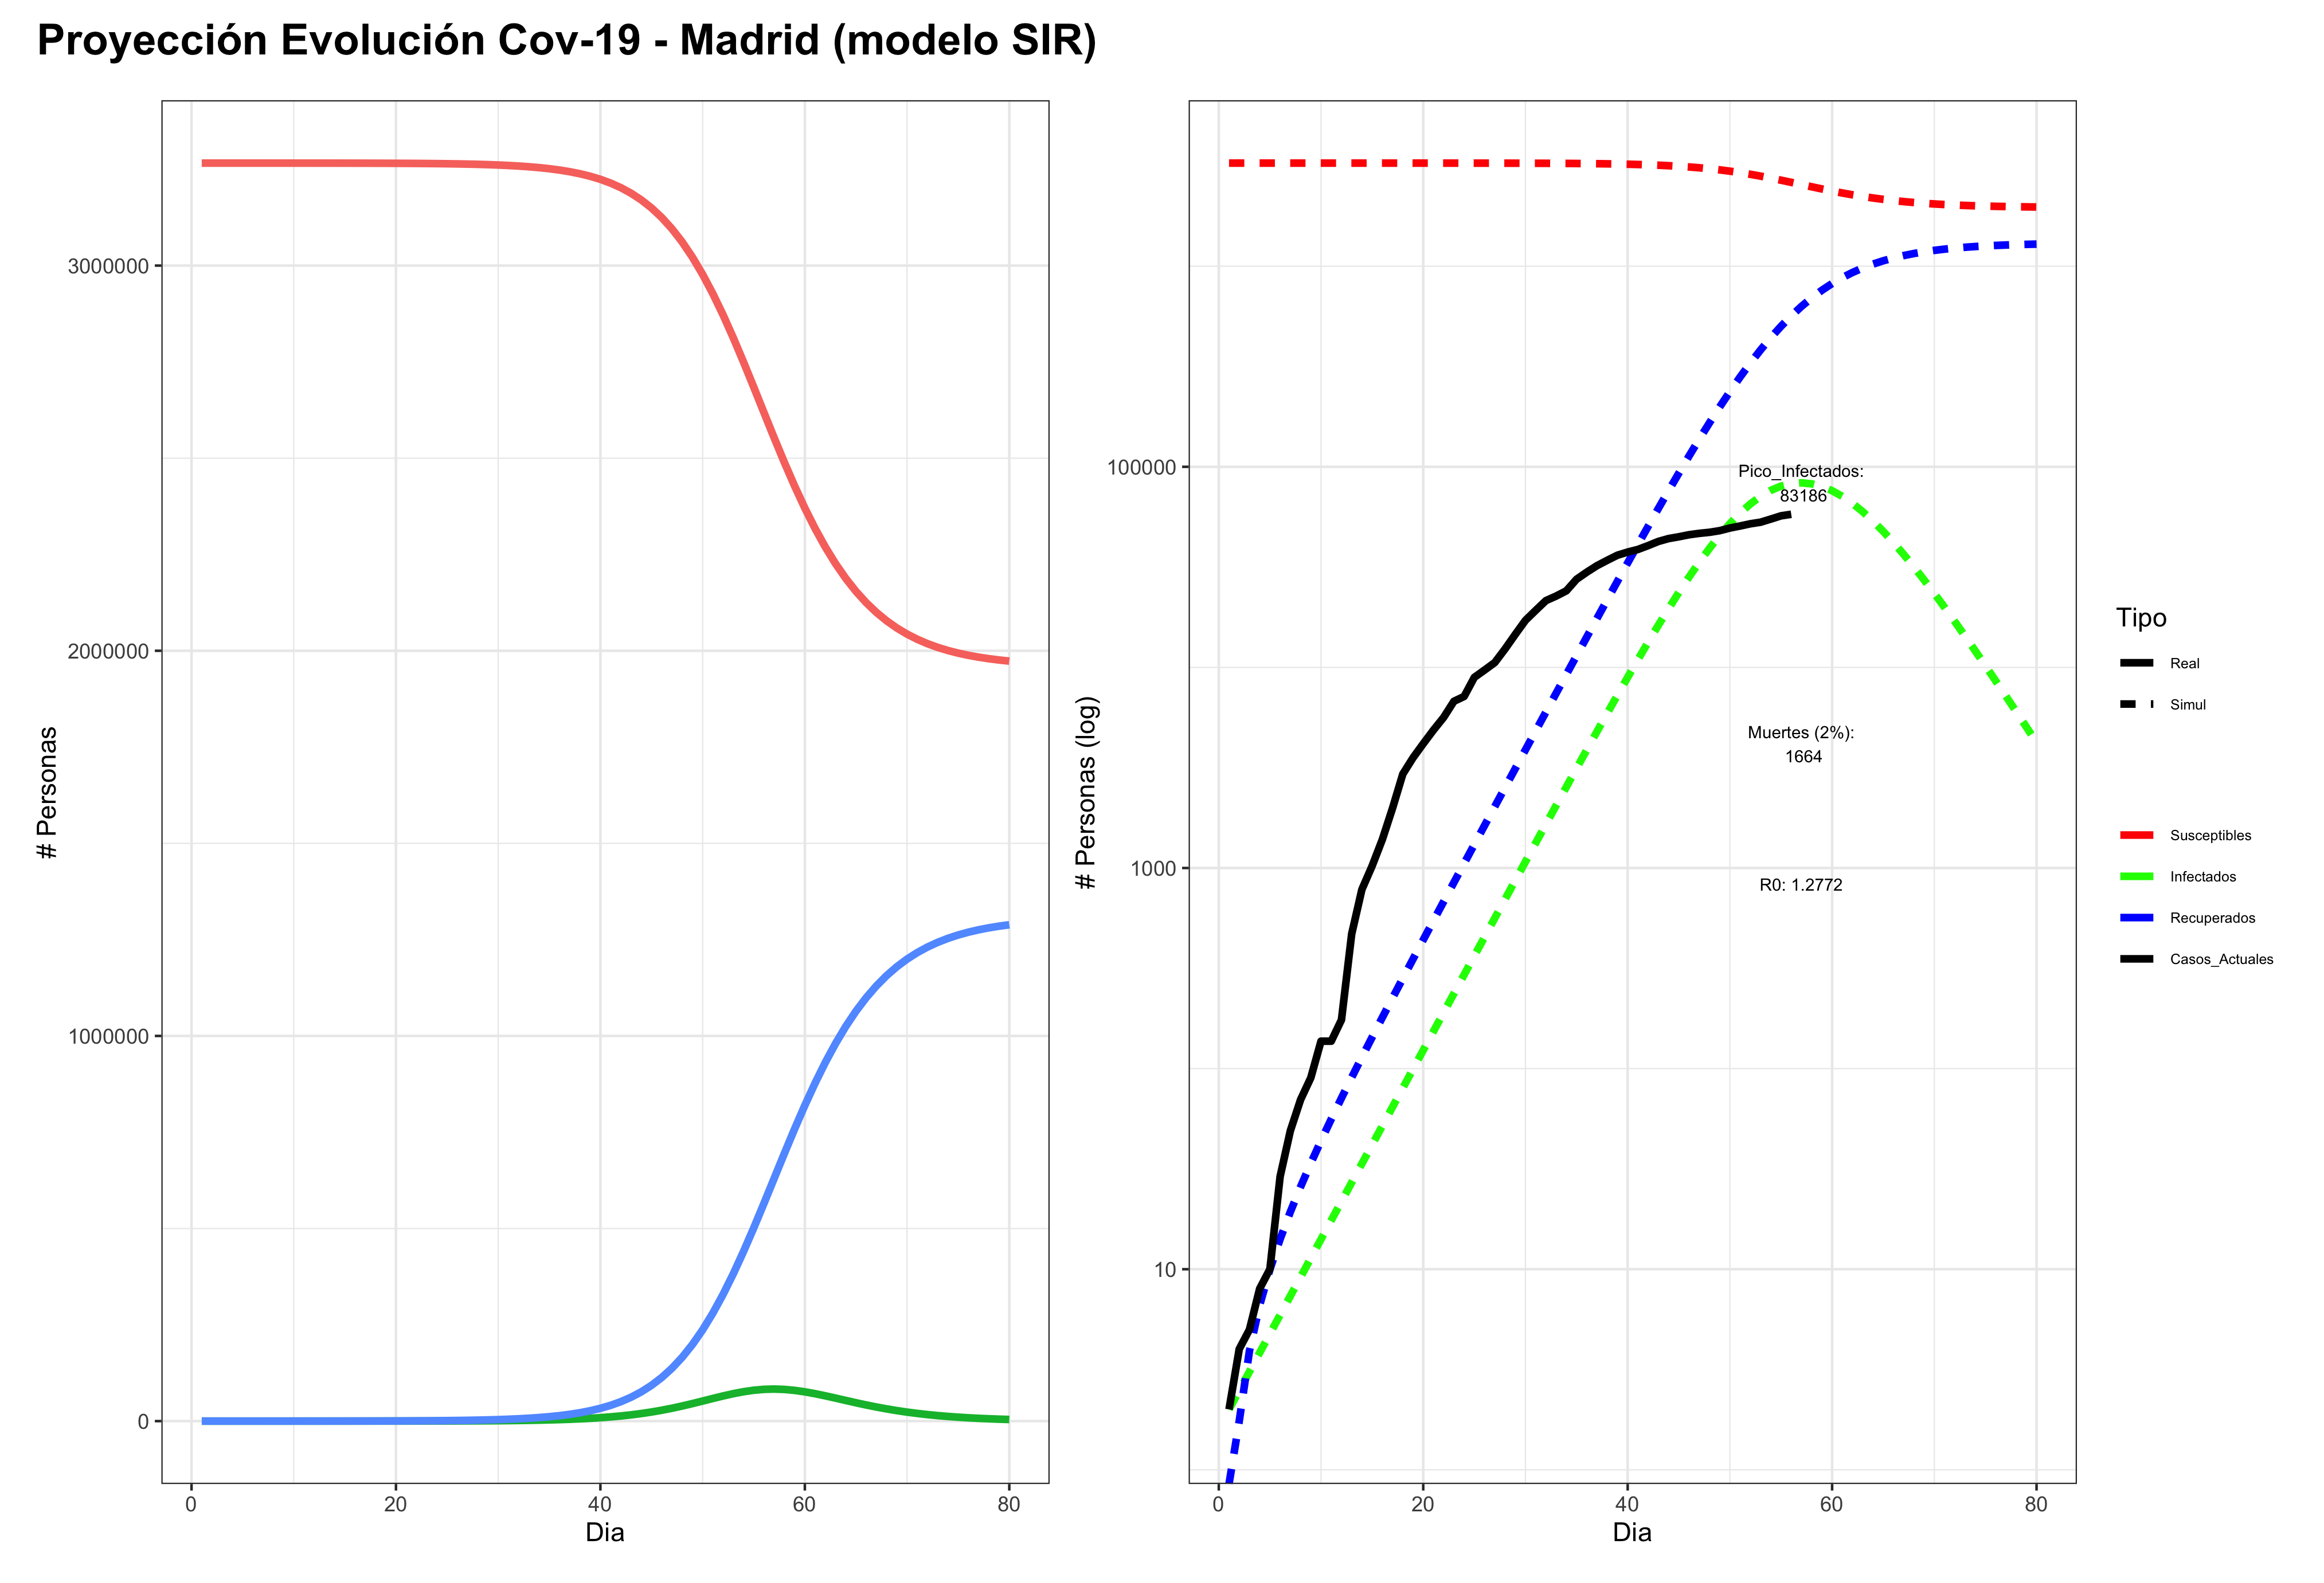 Proyección Evolución Cov-19 - Madrid (modelo SIR)
# Personas
3000000
2000000
1000000
0
0 20 40 60 80
Dia
# Personas (log)
100000
1000
10
0 20 40 60 80
Dia
Pico_Infectados:
83186
Muertes (2%):
1664
R0: 1.2772
Tipo
Real
Simul
Susceptibles
Infectados
Recuperados
Casos_Actuales